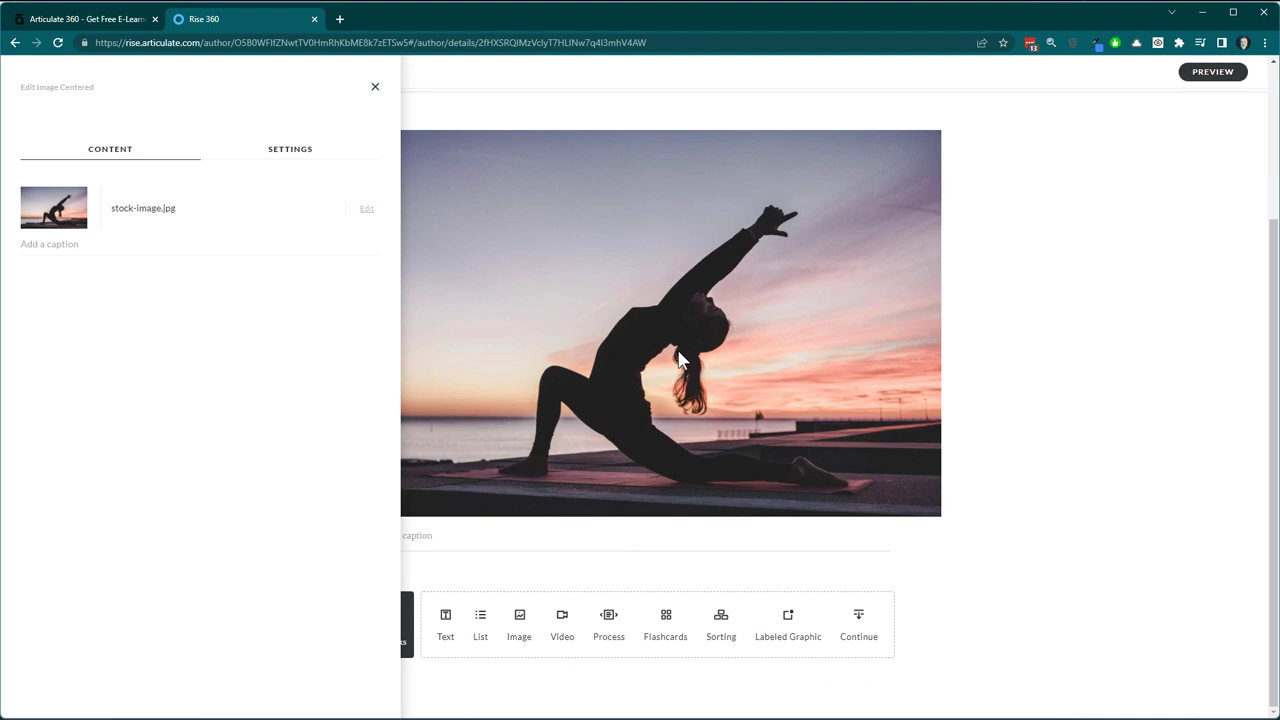 Articulate 360 - Get Free E-Learn
Rise 360
https://rise.articulate.com/author/O5B0WFIfZNwtTV0HmRhKbME8k7zETSw5#/author/details/2fHXSRQIMzVclyT7HLINw7q4I3mhV4AW
13
Edit Image Centered
PREVIEW
CONTENT
SETTINGS
stock-image.jpg
Edit
Add a caption
caption
Text
List
Image
Video
Process
Flashcards
Sorting
Labeled Graphic
Continue